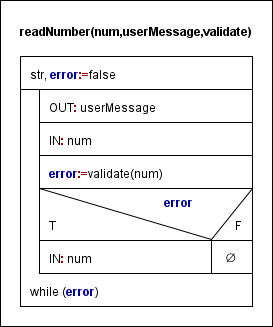 readNumber(num,userMessage,validate)
str, error:=false
OUT: userMessage
IN: num
error:=validate(num)
error
T F
IN: num ∅
while (error)